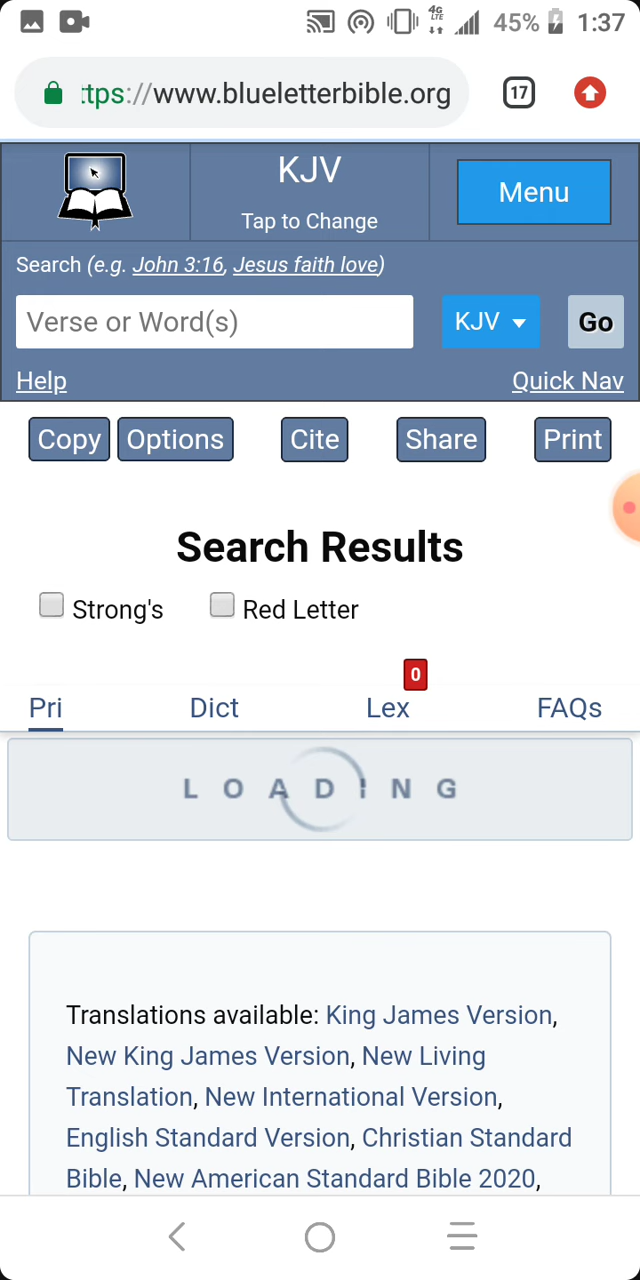 4G
LTE
45%
1:37
ttps://www.blueletterbible.org
17
KJV
Tap to Change
Menu
Search (e.g. John 3:16, Jesus faith love)
Verse or Word(s)
KJV
Go
Help
Quick Nav
Copy
Options
Cite
Share
Print
Search Results
Strong's
Red Letter
0
Pri
Dict
Lex
FAQs
LOADING
Translations available: King James Version,
New King James Version, New Living
Translation, New International Version,
English Standard Version, Christian Standard
Bible, New American Standard Bible 2020,